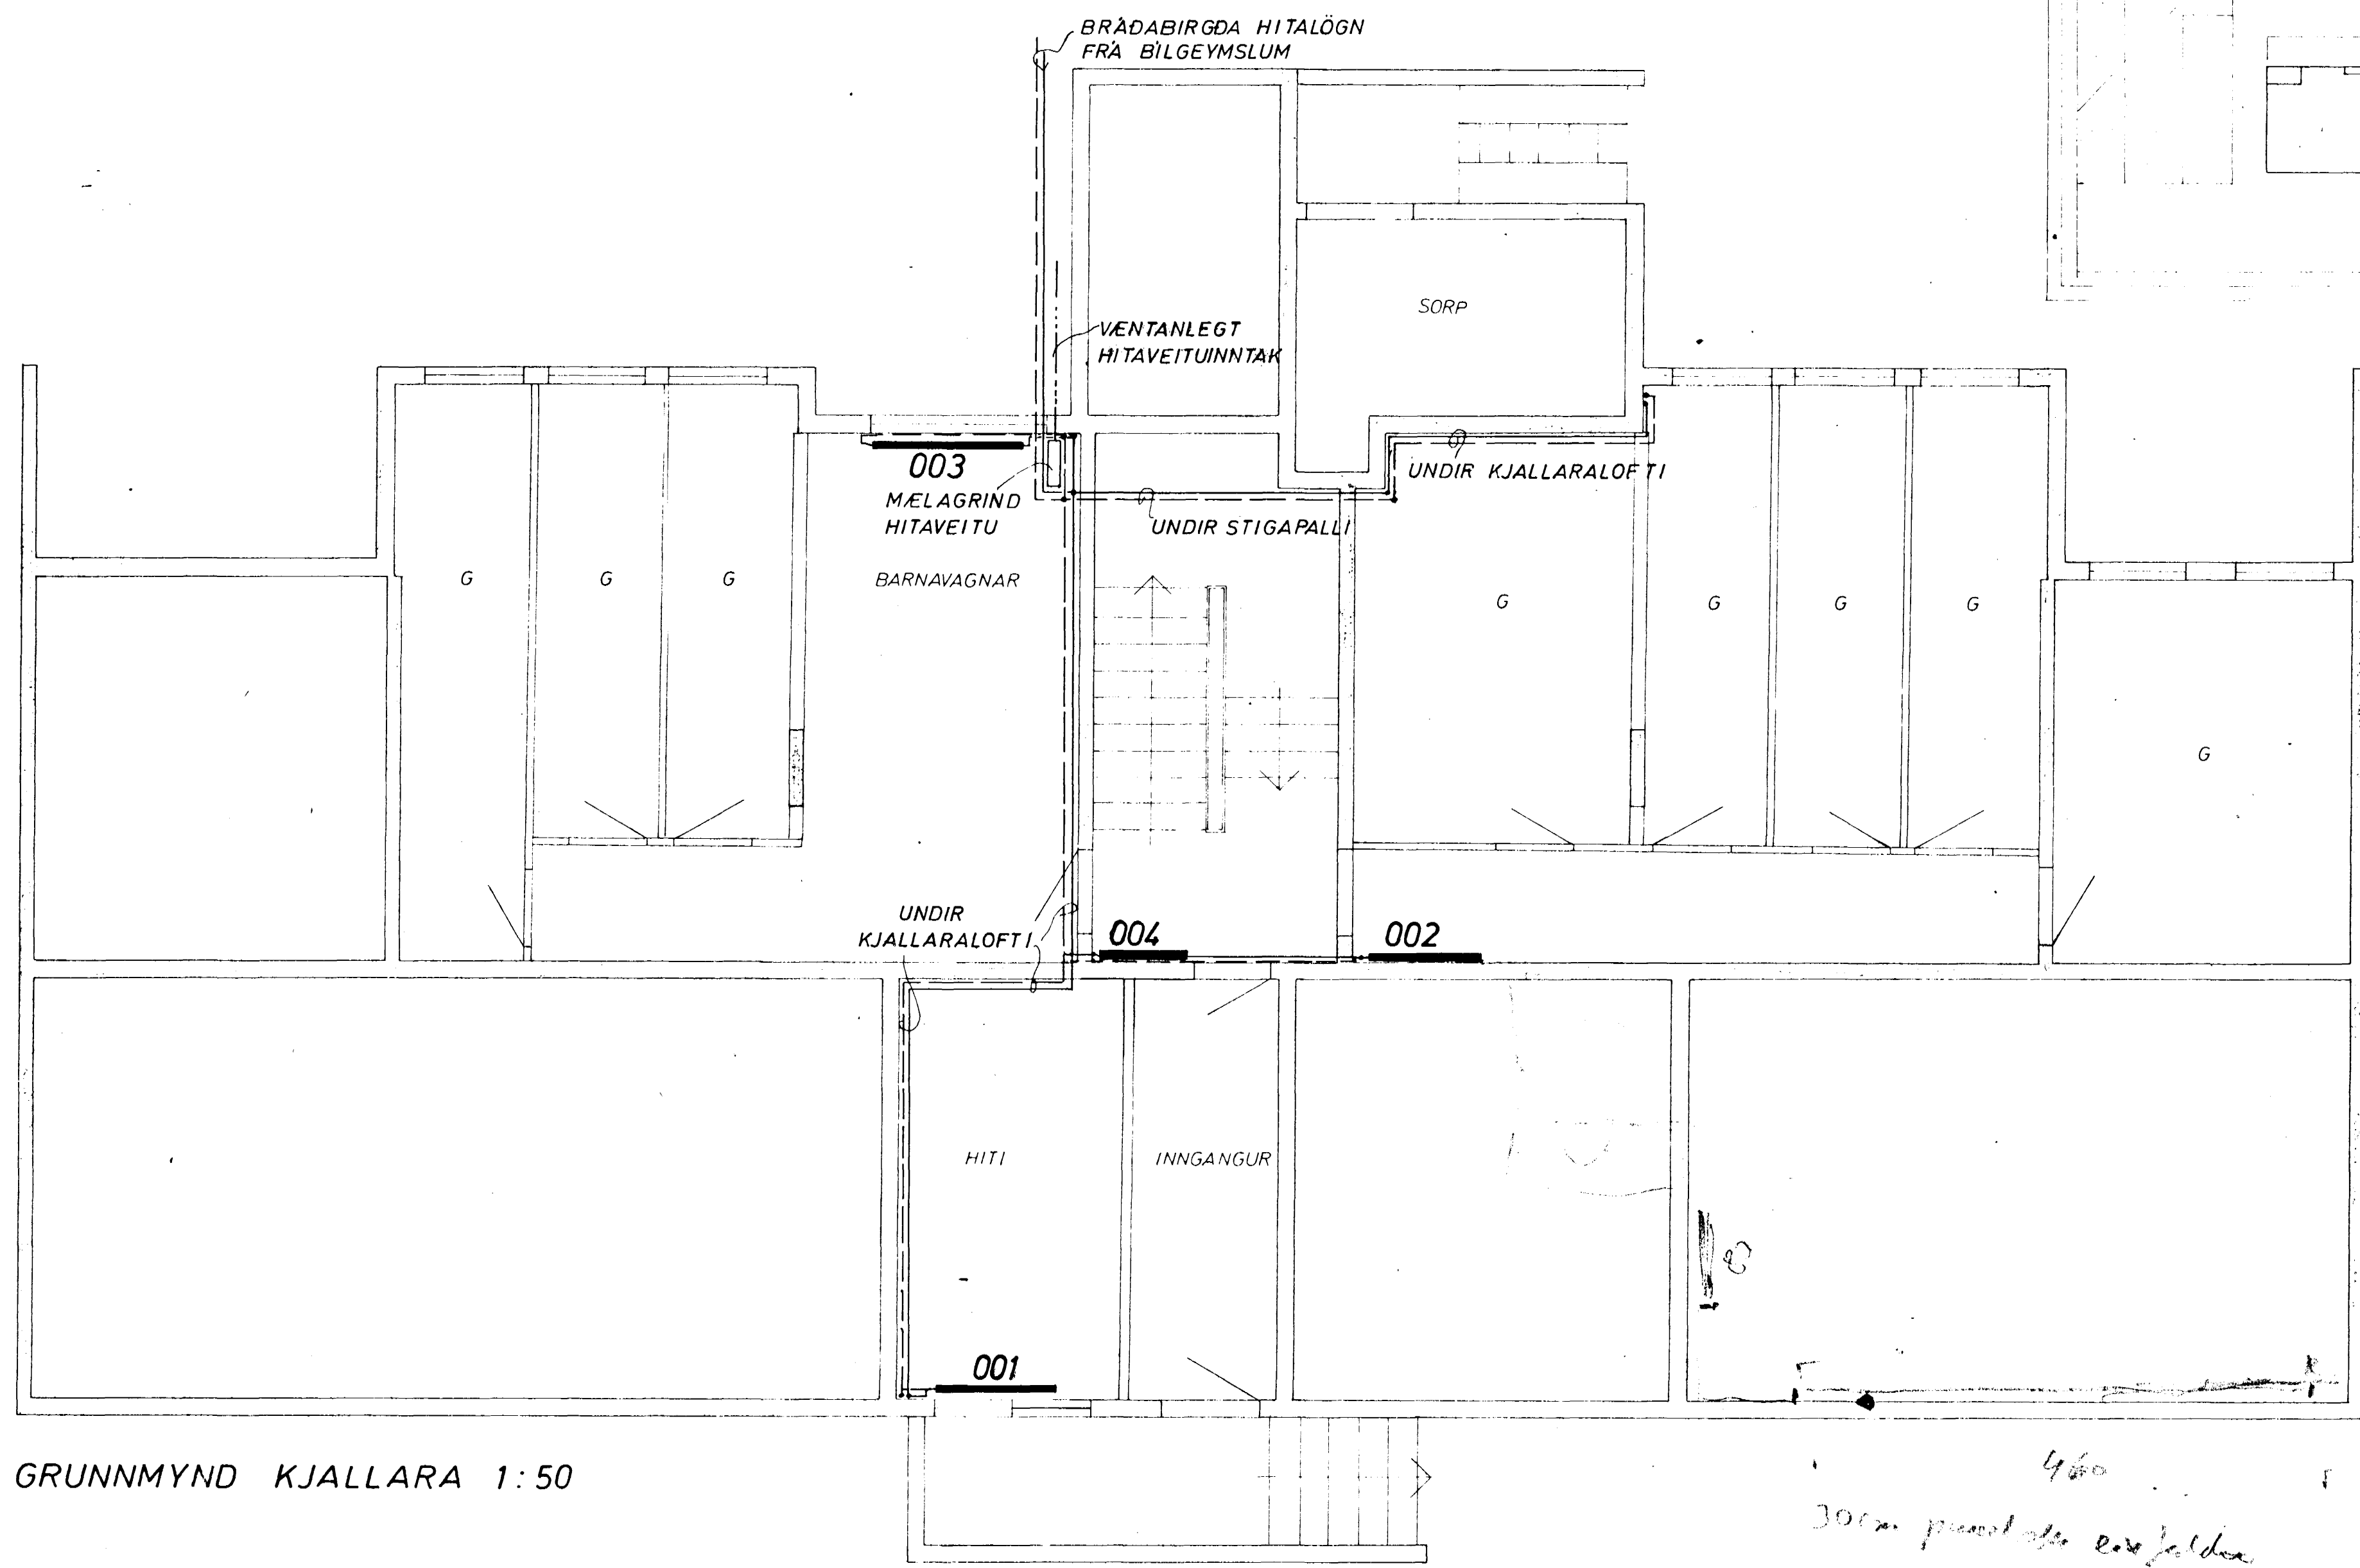 BRÁÐABIRGÐA HITALÖGN
FRÁ BÍLGEYMSLUM
VÆNTANLEGT
HITAVEITUINNTAK
SORP
003
MÆLAGRIND
HITAVEITU
UNDIR STIGAPALLI
UNDIR KJALLARALOFTI
G
G
G
BARNAVAGNAR
G
G
G
G
G
UNDIR
KJALLARALOFTI
004
002
HITI
INNGANGUR
001
GRUNNMYND KJALLARA 1:50
460
30cm